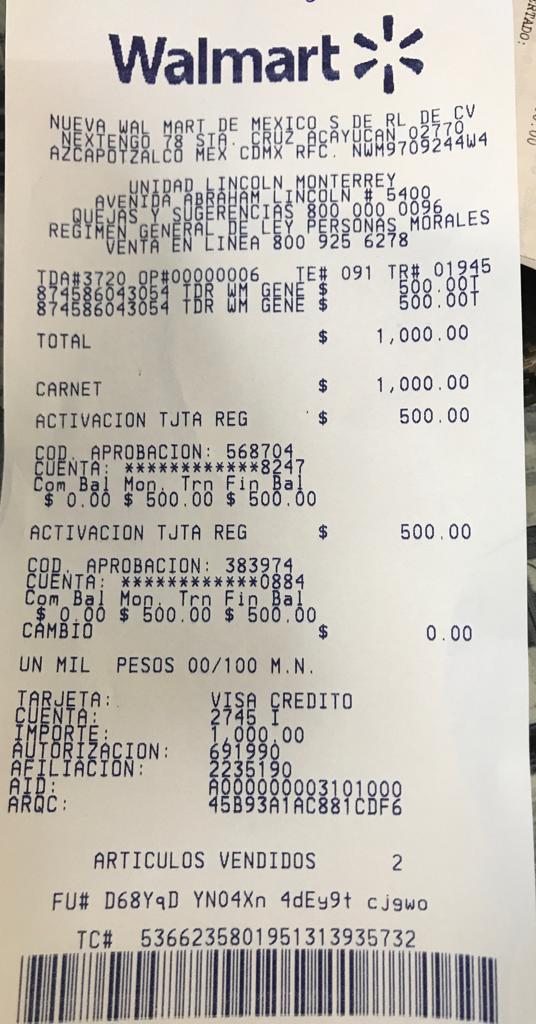 Walmart
NUEVA WAL MART DE MEXICO S DE RL DE CV
NEXTENGO 78 STA. CRUZ ACAYUCAN 02770
AZCAPOTZALCO MEX CDMX RFC. NWM9709244W4
UNIDAD LINCOLN MONTERREY
AVENIDA ABRAHAM LINCOLN # 5400
QUEJAS Y SUGERENCIAS 800 000 0096
REGIMEN GENERAL DE LEY PERSONAS MORALES
VENTA EN LINEA 800 925 6278
TDA#3720 OP#00000006 TE# 091 TR# 01945
874586043054 TDR WM GENE $ 500.00T
874586043054 TDR WM GENE $ 500.00T
TOTAL $ 1,000.00
CARNET $ 1,000.00
ACTIVACION TJTA REG $ 500.00
COD. APROBACION: 568704
CUENTA: ************8247
Com Bal Mon. Trn Fin Bal
$ 0.00 $ 500.00 $ 500.00
ACTIVACION TJTA REG $ 500.00
COD. APROBACION: 383974
CUENTA: ************0884
Com Bal Mon. Trn Fin Bal
$ 0.00 $ 500.00 $ 500.00
CAMBIO $ 0.00
UN MIL PESOS 00/100 M.N.
TARJETA: VISA CREDITO
CUENTA: 2745 I
IMPORTE: 1,000.00
AUTORIZACION: 691990
AFILIACION: 2235190
AID: A0000000003101000
ARQC: 45B93A1AC881CDF6
ARTICULOS VENDIDOS 2
FU# D68YqD YN04Xn 4dEy9t cjgwo
TC# 5366235801951313935732